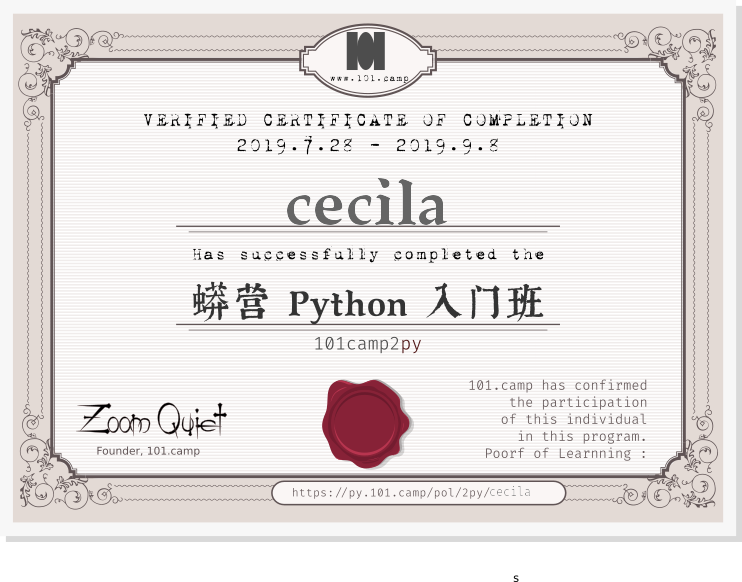 www.101.camp
VERIFIED CERTIFICATE OF COMPLETION
2019.7.28 - 2019.9.8
cecila
Has successfully completed the
蟒营 Python 入门班
101camp2py
Zoom Quiet
Founder, 101.camp
101.camp has confirmed
the participation
of this individual
in this program.
Poorf of Learnning :
https://py.101.camp/pol/2py/cecila
s